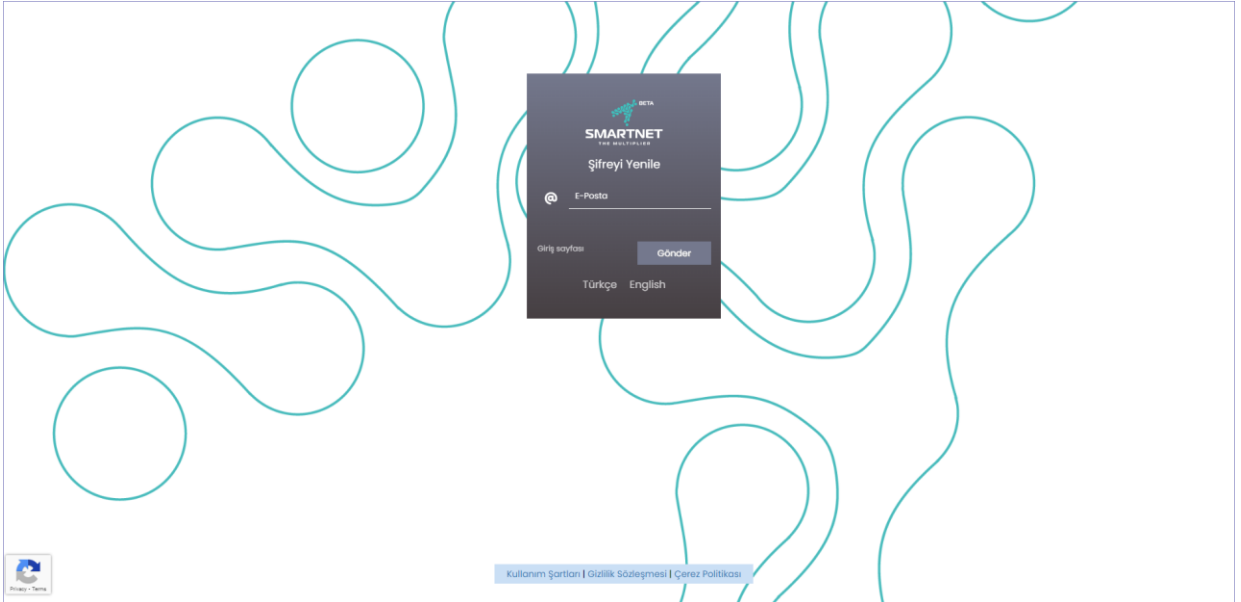 BETA
SMARTNET
THE MULTIPLIER
Şifreyi Yenile
@ E-Posta
Giriş sayfası
Gönder
Türkçe English
Kullanım Şartları | Gizlilik Sözleşmesi | Çerez Politikası
Privacy - Terms